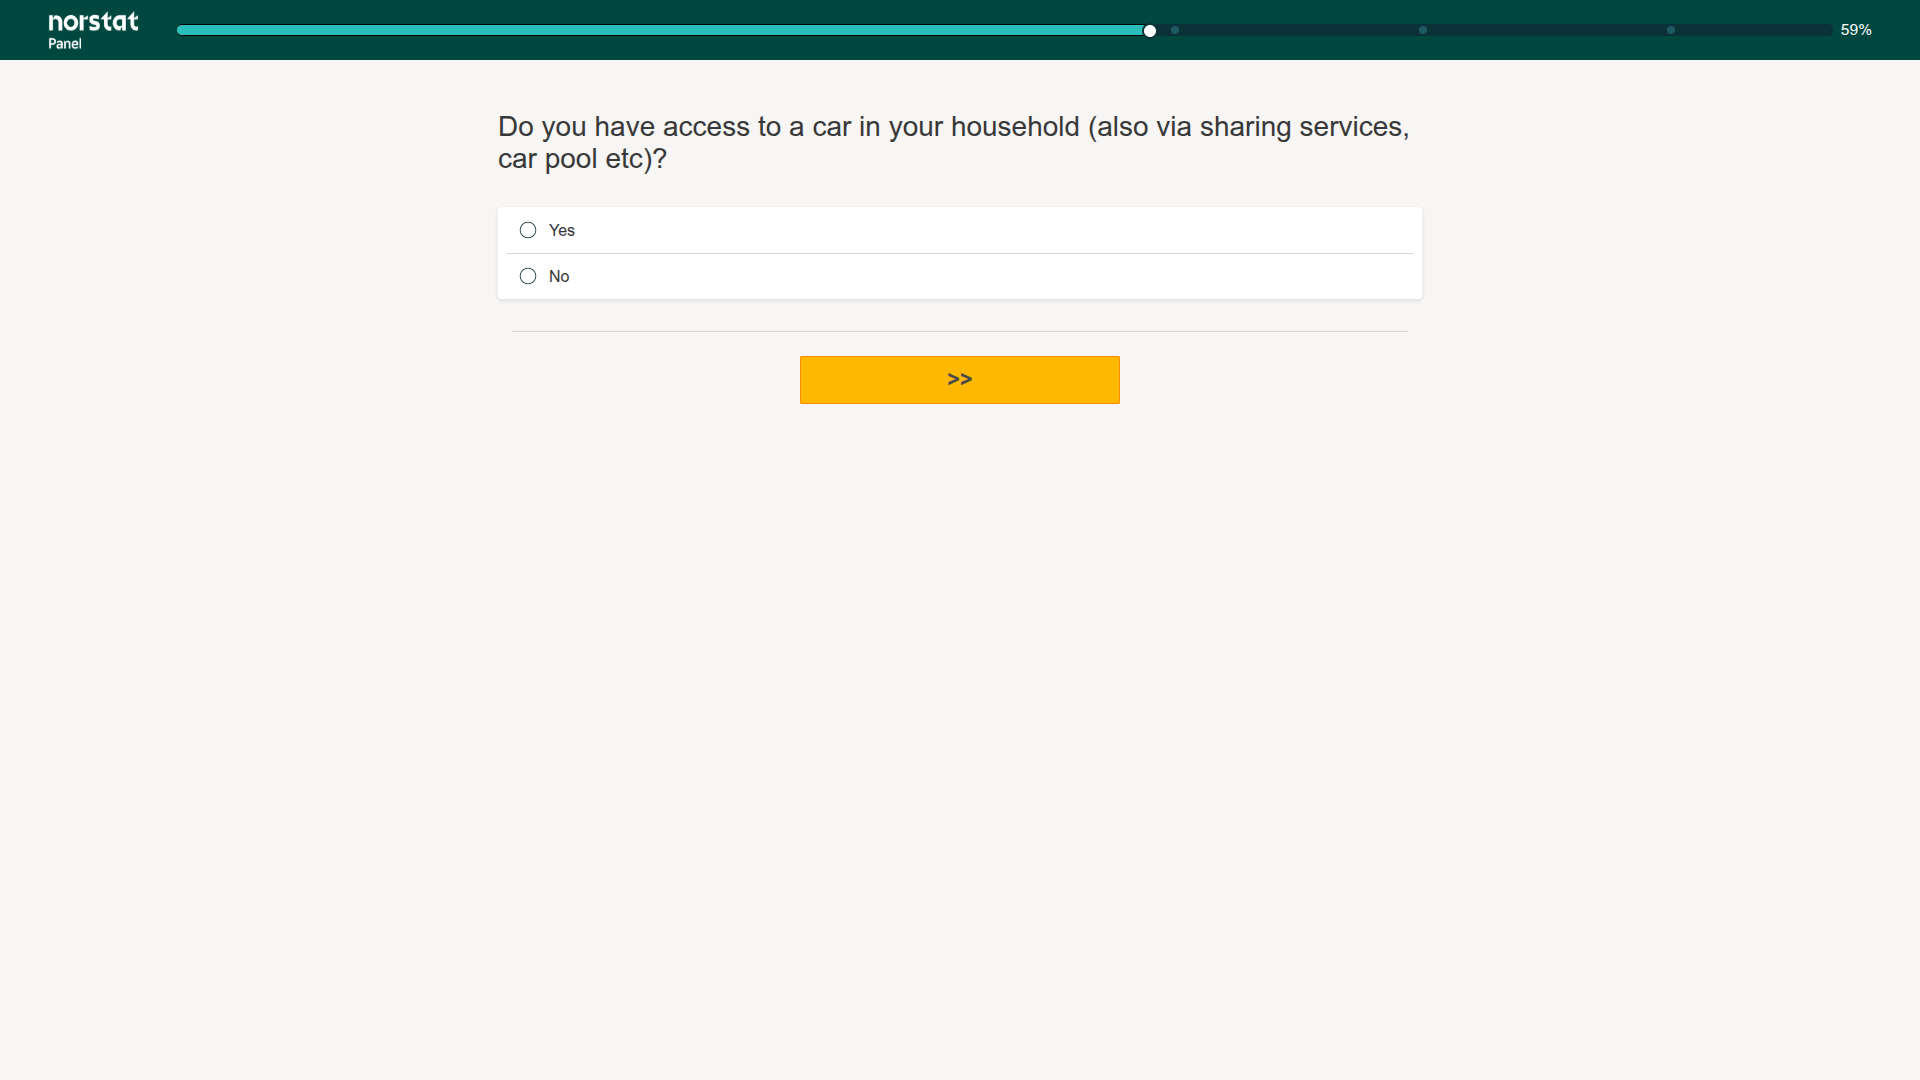 norstat
Panel
59%
Do you have access to a car in your household (also via sharing services,
car pool etc)?
Yes
No
>>